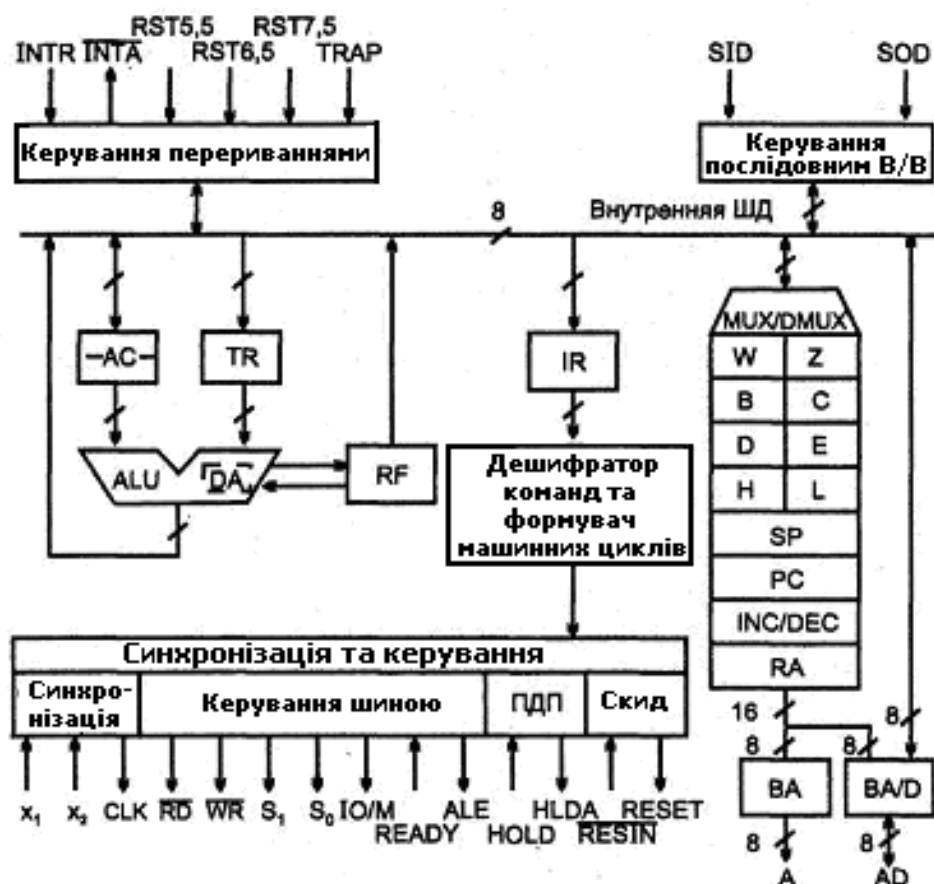 RST5,5 RST7,5
INTR INTA RST6,5 TRAP SID SOD
Керування перериваннями
Керування
послідовним В/В
8 Внутренняя ШД
MUX/DMUX
AC TR IR
W Z
B C
D E
H L
SP
PC
INC/DEC
RA
ALU DA RF
Дешифратор
команд та
формувач
машинних циклів
Синхронізація та керування
Синхро-
нізація
Керування шиною
ПДП
Скид
16 8
8 8
BA BA/D
8 8
A AD
x₁ x₂ CLK RD WR S₁ S₀ IO/M ALE HLDA RESET
READY HOLD RESIN